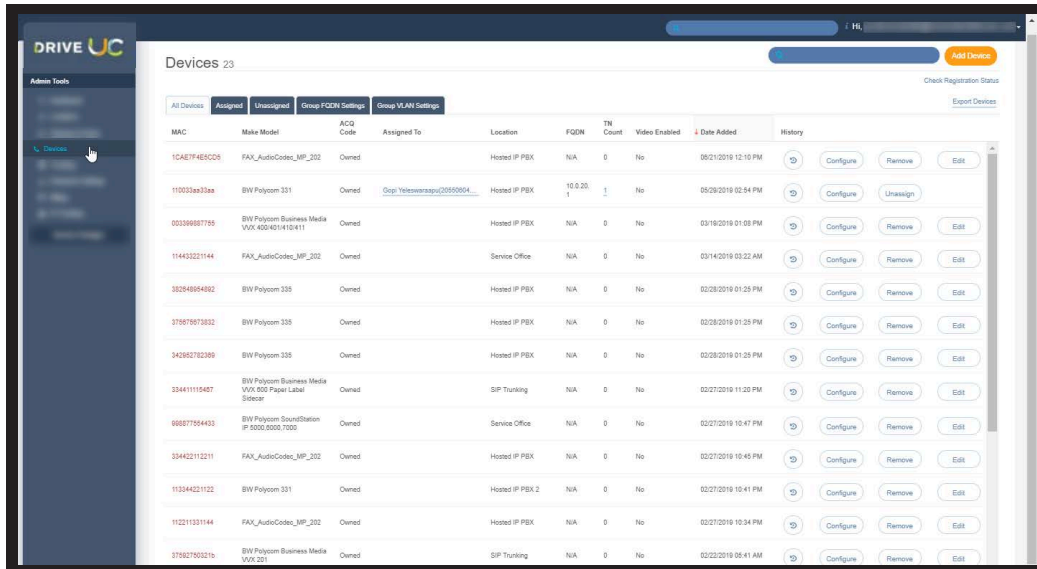 Hi,
DRIVE UC
Devices 23
Add Device
Admin Tools
Check Registration Status
Devices
All Devices Assigned Unassigned Group FQDN Settings Group VLAN Settings Export Devices
MAC Make Model ACQ Code Assigned To Location FQDN TN Count Video Enabled Date Added History
1CAE7F4E5CD5 FAX_AudioCodec_MP_202 Owned Hosted IP PBX N/A 0 No 06/21/2019 12:10 PM Configure Remove Edit
110033aa33aa BW Polycom 331 Owned Gopi Yeleswaraapu(20550604.... Hosted IP PBX 10.0.20.1 1 No 05/29/2019 02:54 PM Configure Unassign
003399887755 BW Polycom Business Media VVX 400/401/410/411 Owned Hosted IP PBX N/A 0 No 03/19/2019 01:08 PM Configure Remove Edit
114433221144 FAX_AudioCodec_MP_202 Owned Service Office N/A 0 No 03/14/2019 03:22 AM Configure Remove Edit
382648954892 BW Polycom 335 Owned Hosted IP PBX N/A 0 No 02/28/2019 01:25 PM Configure Remove Edit
375675673832 BW Polycom 335 Owned Hosted IP PBX N/A 0 No 02/28/2019 01:25 PM Configure Remove Edit
342952782389 BW Polycom 335 Owned Hosted IP PBX N/A 0 No 02/28/2019 01:25 PM Configure Remove Edit
334411115467 BW Polycom Business Media VVX 600 Paper Label Sidecar Owned SIP Trunking N/A 0 No 02/27/2019 11:20 PM Configure Remove Edit
998877554433 BW Polycom SoundStation IP 5000,6000,7000 Owned Service Office N/A 0 No 02/27/2019 10:47 PM Configure Remove Edit
334422112211 FAX_AudioCodec_MP_202 Owned Hosted IP PBX N/A 0 No 02/27/2019 10:45 PM Configure Remove Edit
113344221122 BW Polycom 331 Owned Hosted IP PBX 2 N/A 0 No 02/27/2019 10:41 PM Configure Remove Edit
112211331144 FAX_AudioCodec_MP_202 Owned Hosted IP PBX N/A 0 No 02/27/2019 10:34 PM Configure Remove Edit
37592750321b BW Polycom Business Media VVX 201 Owned SIP Trunking N/A 0 No 02/22/2019 05:41 AM Configure Remove Edit